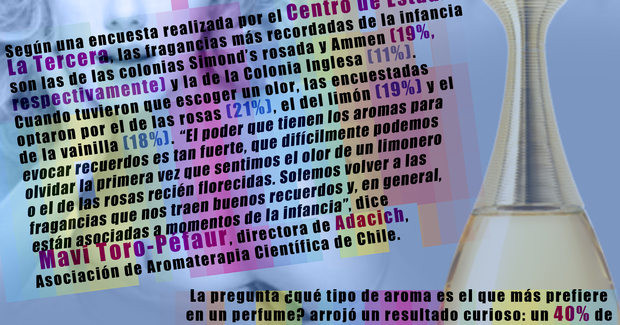 Según una encuesta realizada por el Centro de
La Tercera, las fragancias más recordadas de la infancia
son las de las colonias Simond's rosada y Ammen (19%,
respectivamente) y la de la Colonia Inglesa (11%).
Cuando tuvieron que escoger un olor, las encuestadas
optaron por el de las rosas (21%), el del limón (19%) y el
de la vainilla (18%). "El poder que tienen los aromas para
evocar recuerdos es tan fuerte, que difícilmente podemos
olvidar la primera vez que sentimos el olor de un limonero
o el de las rosas recién florecidas. Solemos volver a las
fragancias que nos traen buenos recuerdos y, en general,
están asociadas a momentos de la infancia", dice
Mavi Toro-Petaur, directora de Adacich,
Asociación de Aromaterapia Científica de Chile.
La pregunta ¿qué tipo de aroma es el que más prefiere
en un perfume? arrojó un resultado curioso: un 40% de